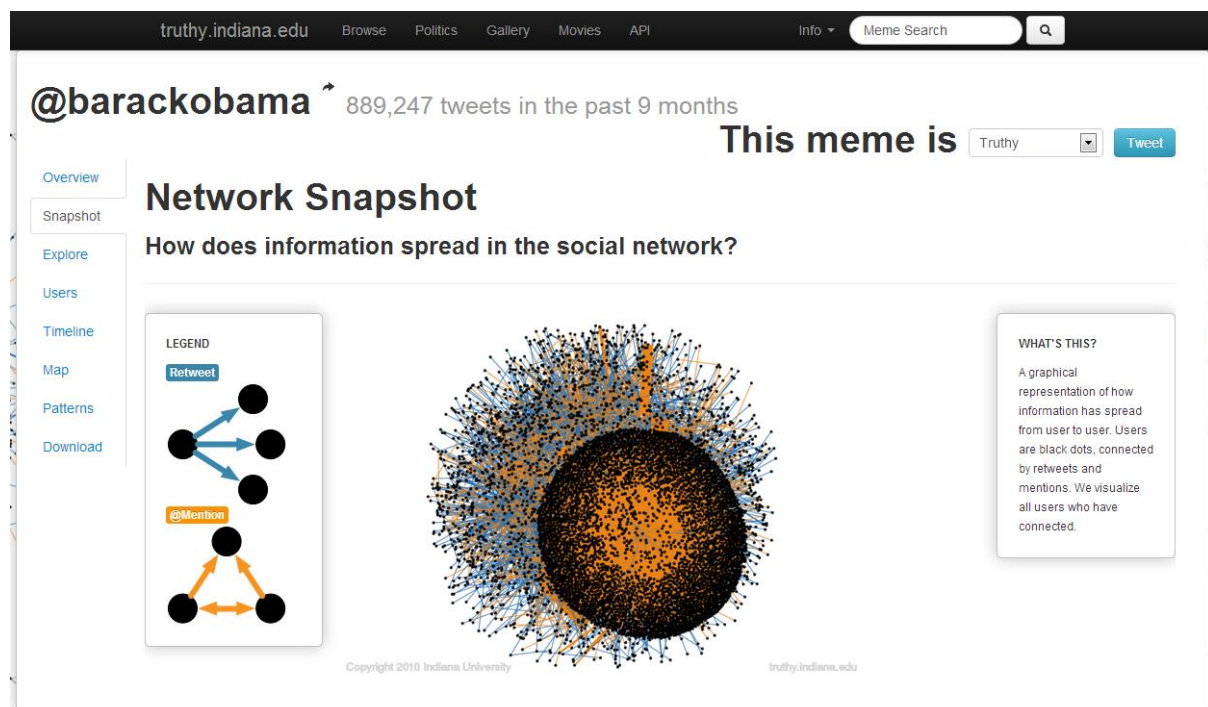 truthy.indiana.edu Browse Politics Gallery Movies API Info Meme Search
@barackobama 889,247 tweets in the past 9 months
This meme is Truthy Tweet
Overview
Snapshot
Explore
Users
Timeline
Map
Patterns
Download
Network Snapshot
How does information spread in the social network?
LEGEND
Retweet
@Mention
WHAT'S THIS?
A graphical
representation of how
information has spread
from user to user. Users
are black dots, connected
by retweets and
mentions. We visualize
all users who have
connected.
Copyright 2010 Indiana University
truthy.indiana.edu